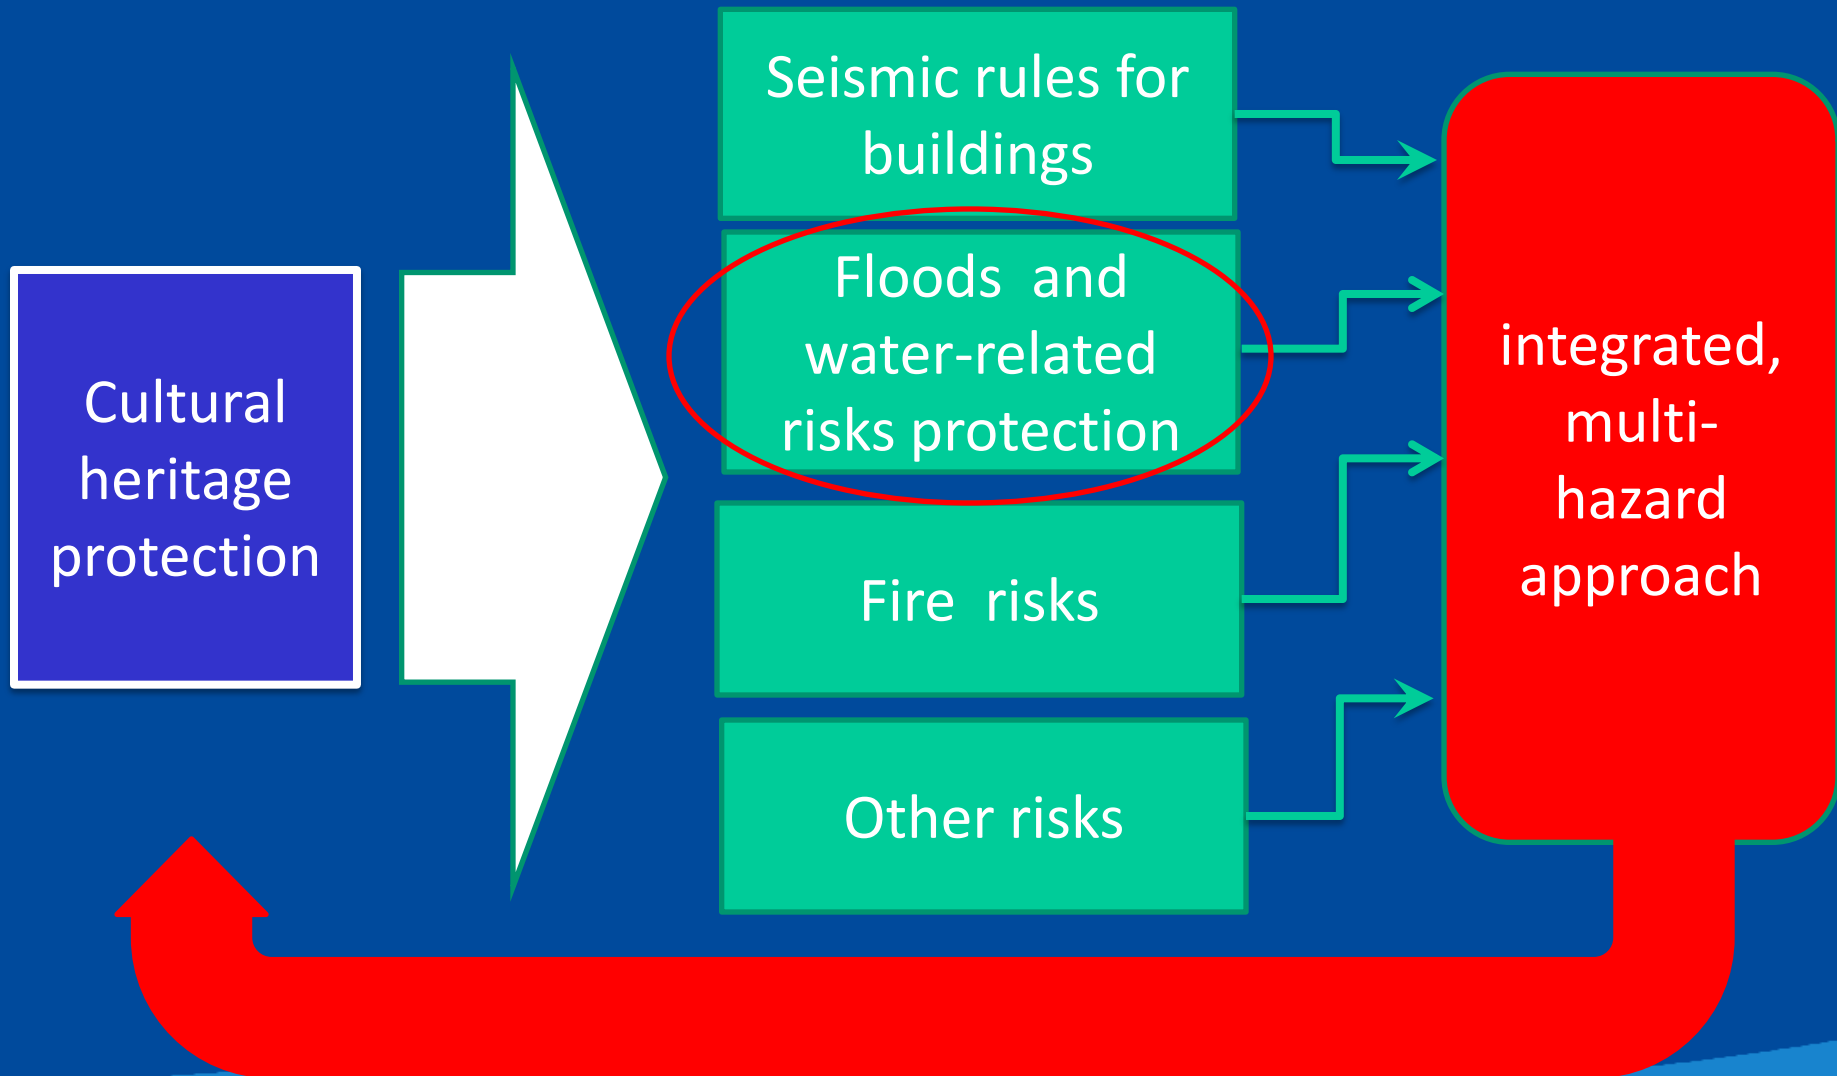 Cultural
heritage
protection
Seismic rules for
buildings
Floods and
water-related
risks protection
Fire risks
Other risks
integrated,
multi-
hazard
approach